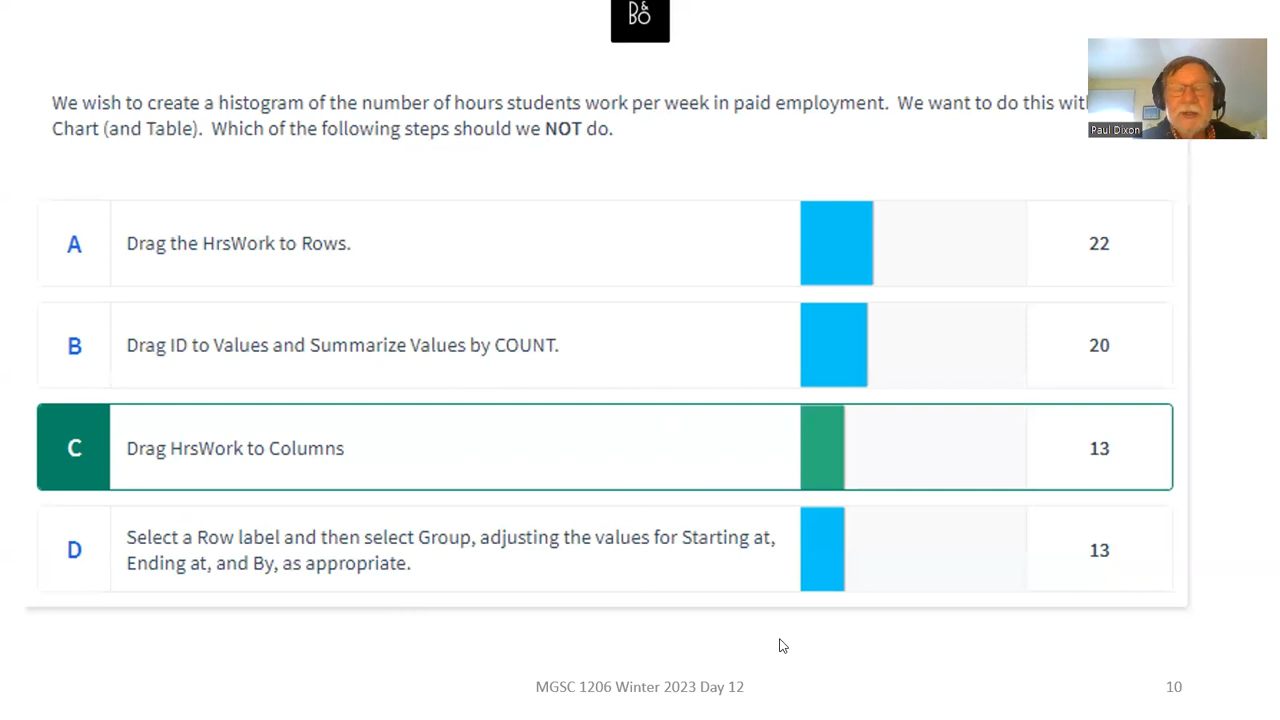 B&
BO
We wish to create a histogram of the number of hours students work per week in paid employment. We want to do this with
Chart (and Table). Which of the following steps should we NOT do.
Paul Dixon
A
Drag the HrsWork to Rows.
22
B
Drag ID to Values and Summarize Values by COUNT.
20
C
Drag HrsWork to Columns
13
D
Select a Row label and then select Group, adjusting the values for Starting at,
Ending at, and By, as appropriate.
13
MGSC 1206 Winter 2023 Day 12
10